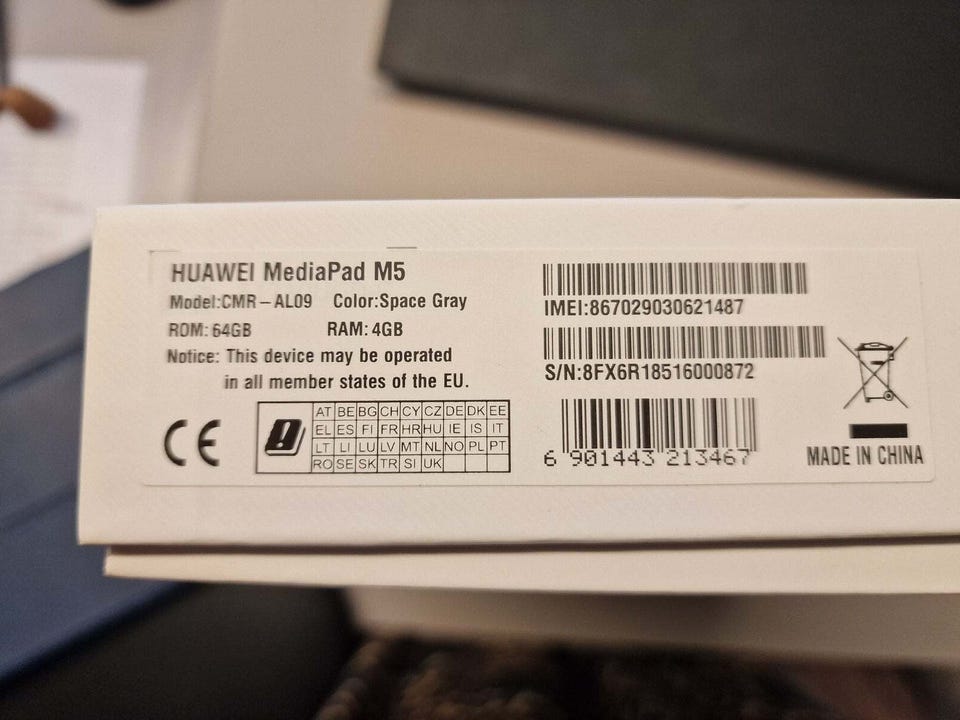 HUAWEI MediaPad M5
Model:CMR-AL09 Color:Space Gray
ROM: 64GB RAM: 4GB
Notice: This device may be operated
in all member states of the EU.
CE
AT BE BG CH CY CZ DE DK EE
EL ES FI FR HR HU IE IS IT
LT LI LU LV MT NL NO PL PT
RO SE SK TR SI UK
IMEI:867029030621487
S/N:8FX6R18516000872
6 901443 213467
MADE IN CHINA